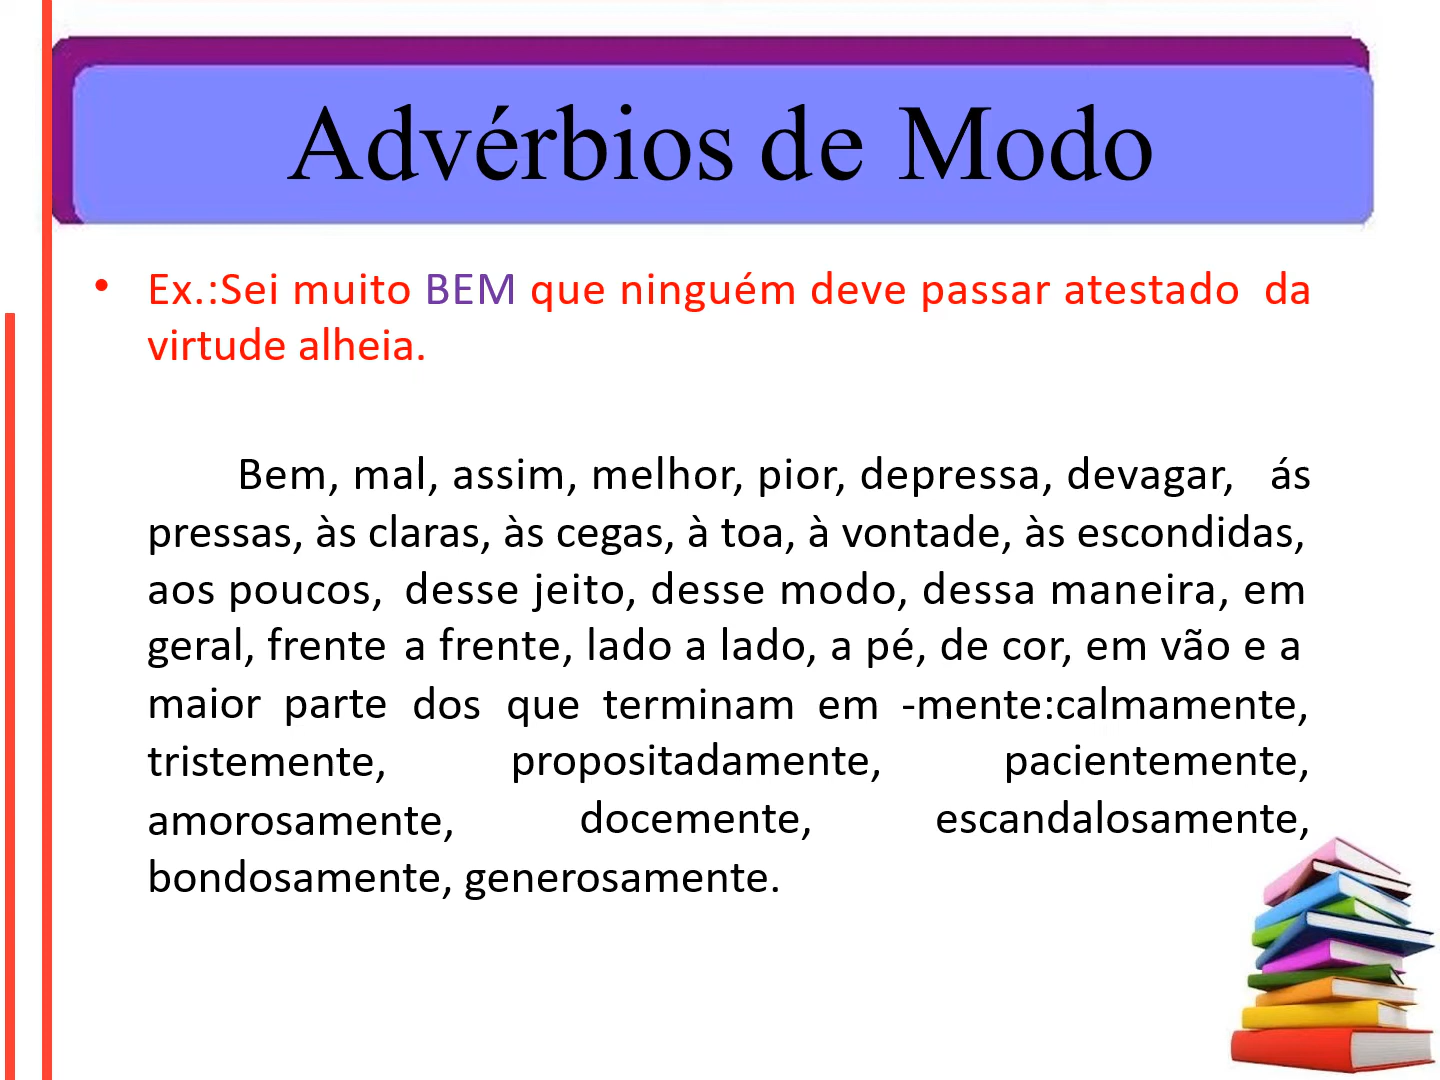 Advérbios de Modo
• Ex.:Sei muito BEM que ninguém deve passar atestado da
virtude alheia.
Bem, mal, assim, melhor, pior, depressa, devagar, ás
pressas, às claras, às cegas, à toa, à vontade, às escondidas,
aos poucos, desse jeito, desse modo, dessa maneira, em
geral, frente a frente, lado a lado, a pé, de cor, em vão e a
maior parte dos que terminam em -mente:calmamente,
tristemente, propositadamente, pacientemente,
amorosamente, docemente, escandalosamente,
bondosamente, generosamente.